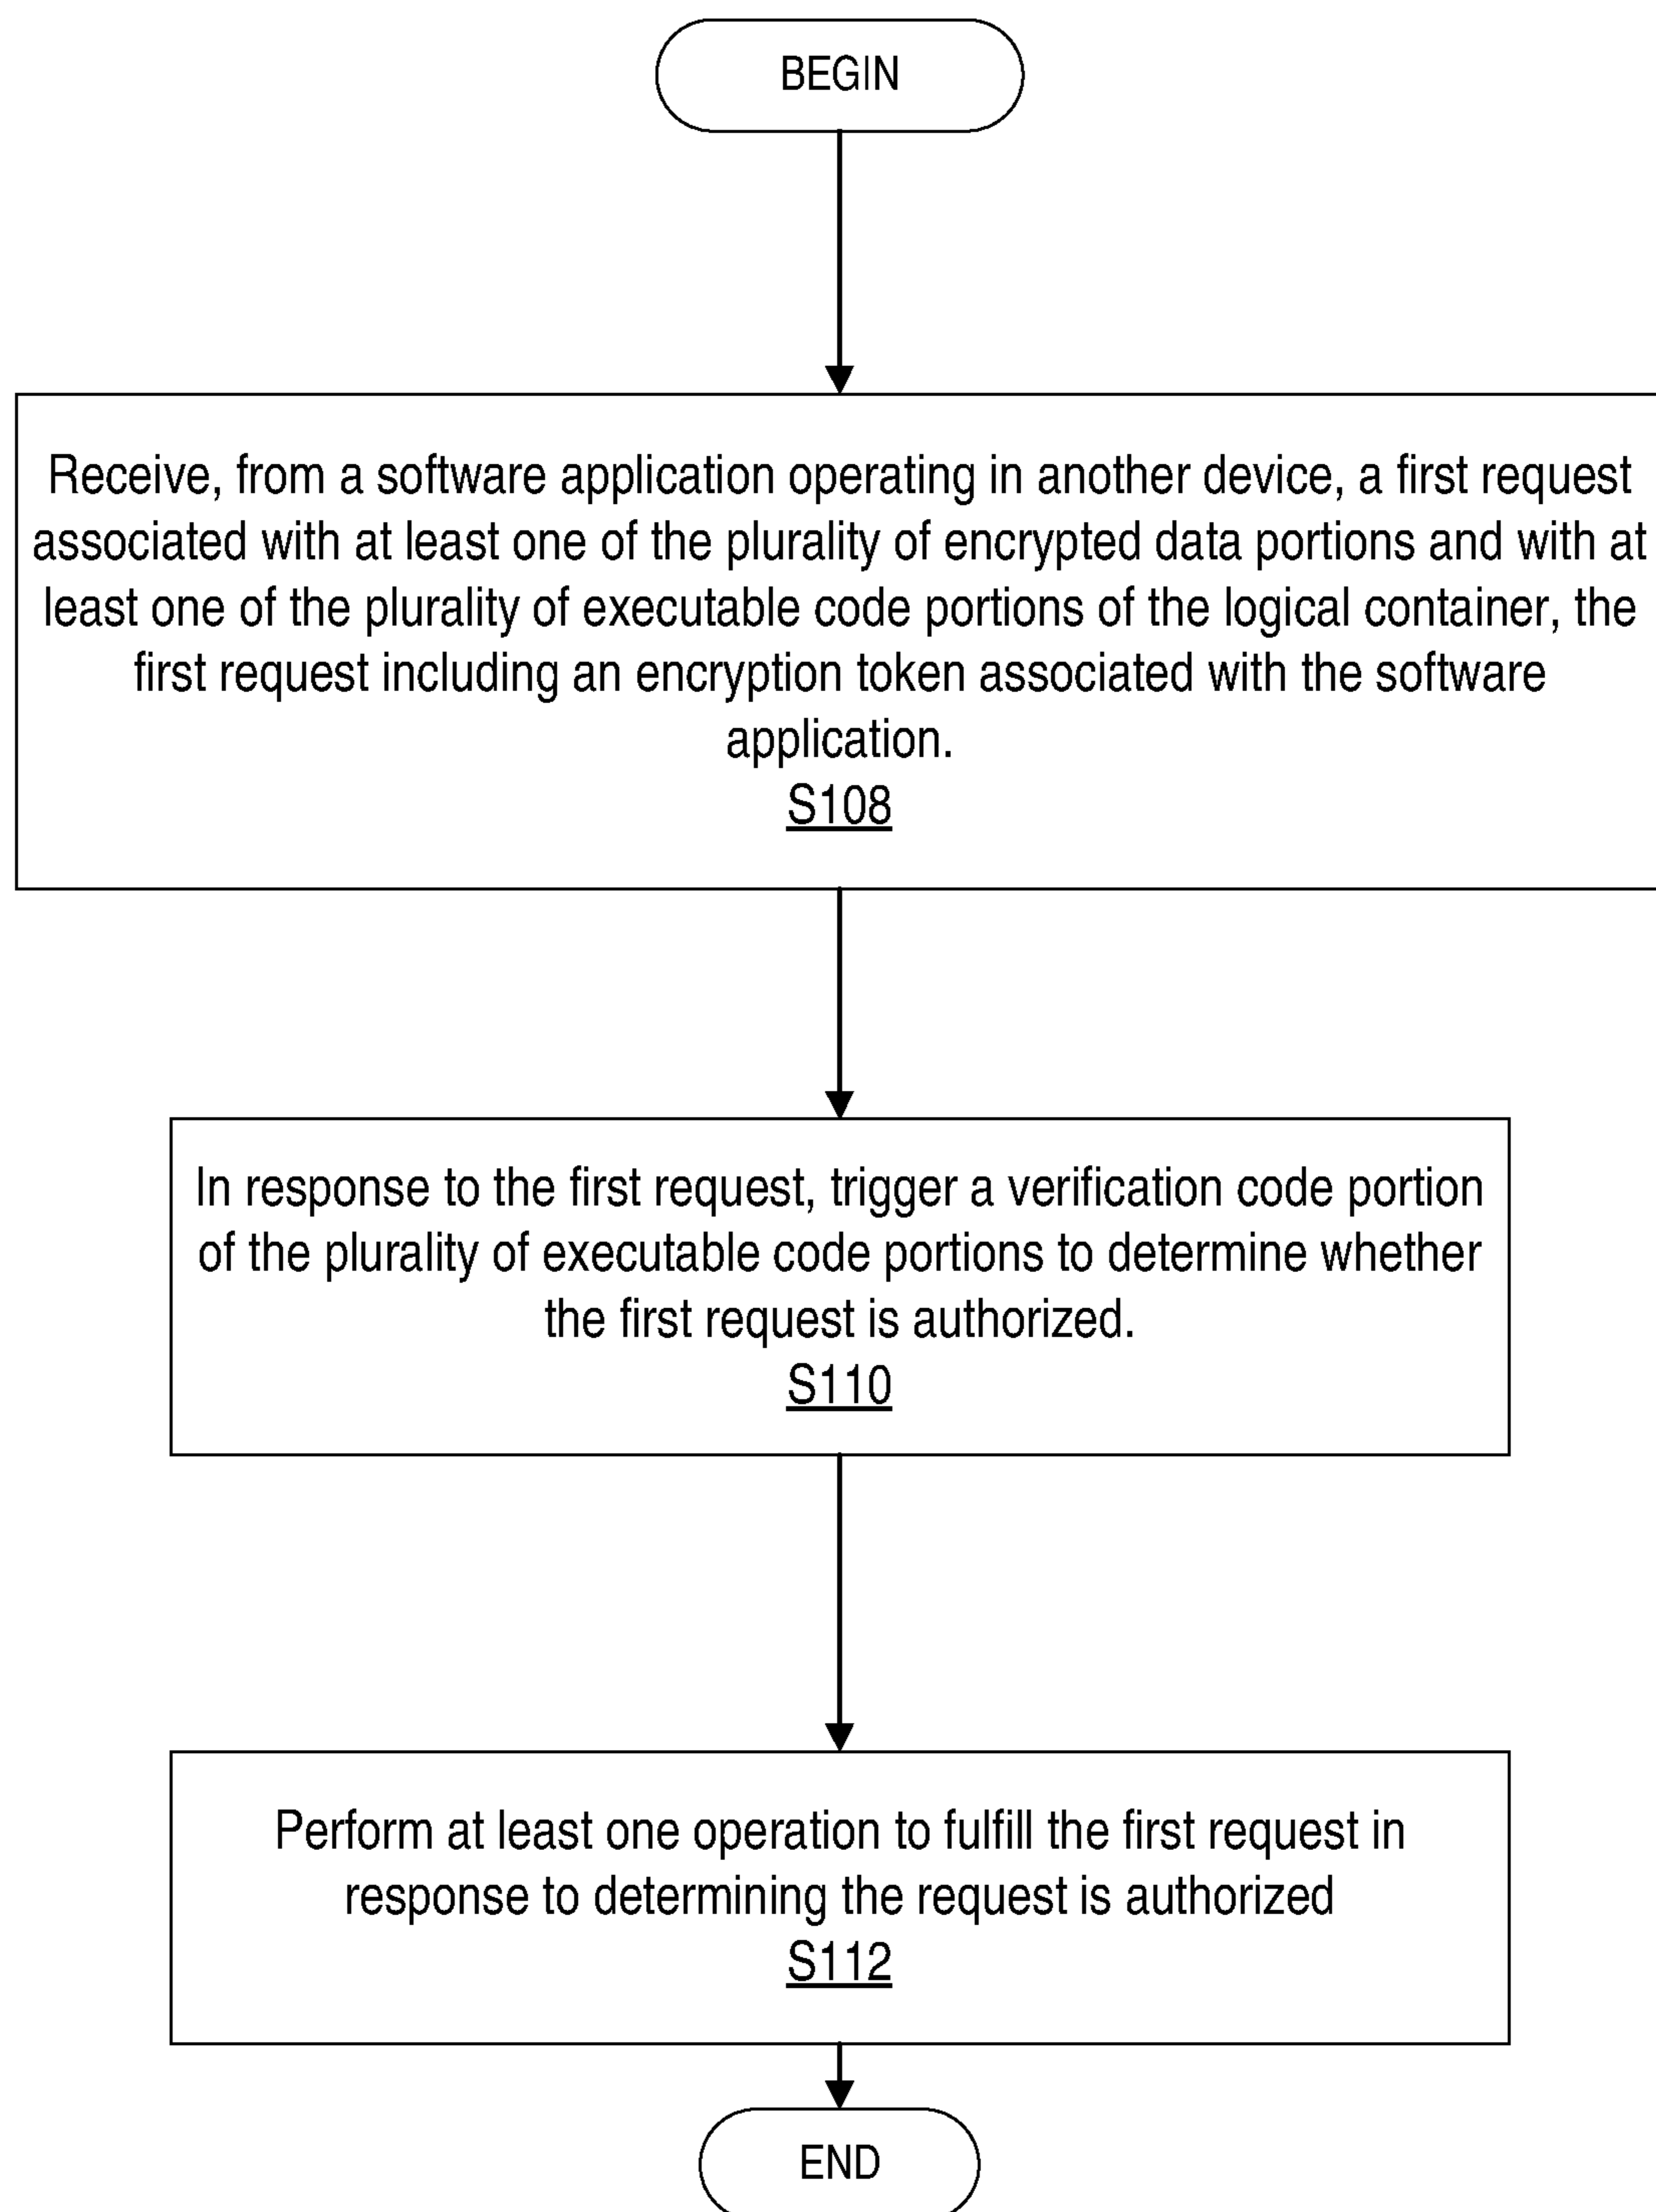 BEGIN
Receive, from a software application operating in another device, a first request
associated with at least one of the plurality of encrypted data portions and with at
least one of the plurality of executable code portions of the logical container, the
first request including an encryption token associated with the software
application.
S108
In response to the first request, trigger a verification code portion
of the plurality of executable code portions to determine whether
the first request is authorized.
S110
Perform at least one operation to fulfill the first request in
response to determining the request is authorized
S112
END